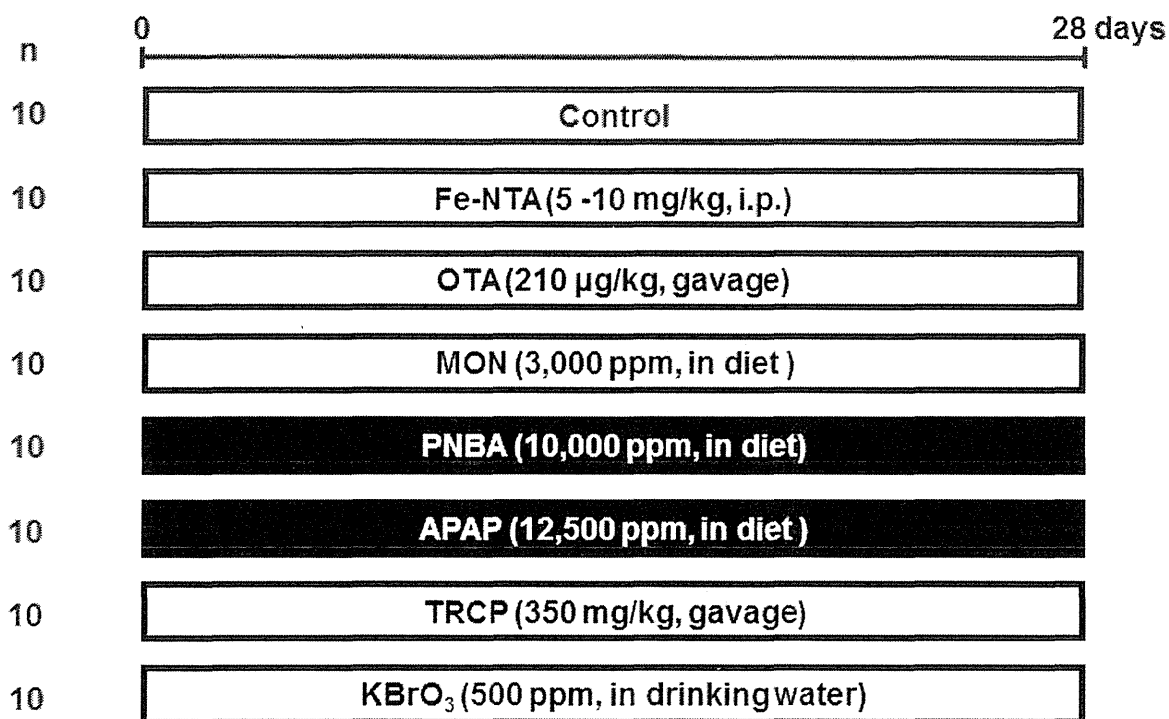 0 28 days
n
10 Control
10 Fe-NTA (5 -10 mg/kg, i.p.)
10 OTA (210 µg/kg, gavage)
10 MON (3,000 ppm, in diet )
10 PNBA (10,000 ppm, in diet)
10 APAP (12,500 ppm, in diet )
10 TRCP (350 mg/kg, gavage)
10 KBrO₃ (500 ppm, in drinking water)